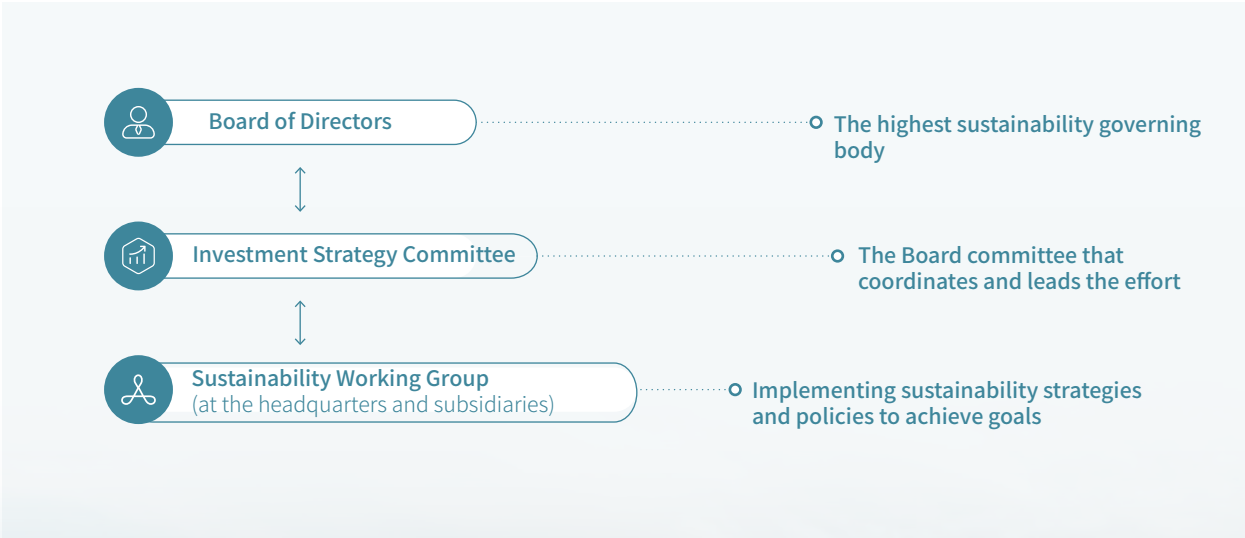 Board of Directors
The highest sustainability governing
body
Investment Strategy Committee
The Board committee that
coordinates and leads the effort
Sustainability Working Group
(at the headquarters and subsidiaries)
Implementing sustainability strategies
and policies to achieve goals